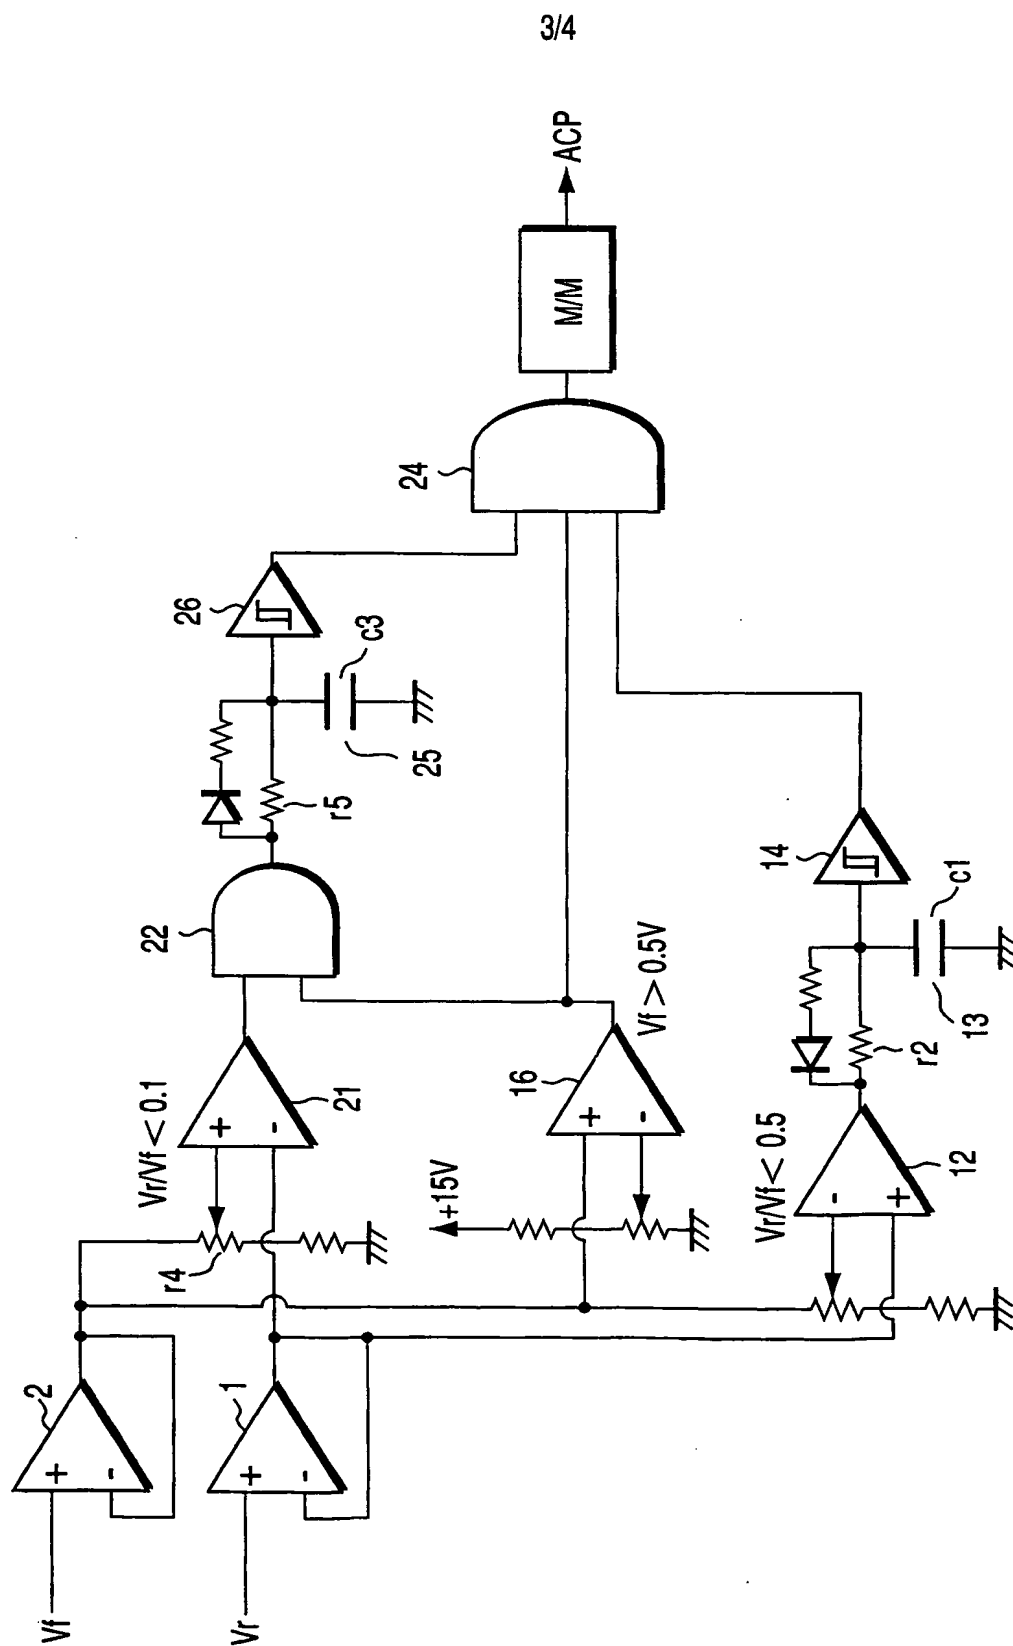 3/4
Vf
2
Vr
1
r4
Vr/Vf < 0.1
+
-
21
22
r5
25
c3
26
+15V
16
Vf > 0.5V
Vr/Vf < 0.5
12
r2
13
c1
14
24
M/M
ACP
+
-
+
-
+
-
-
+